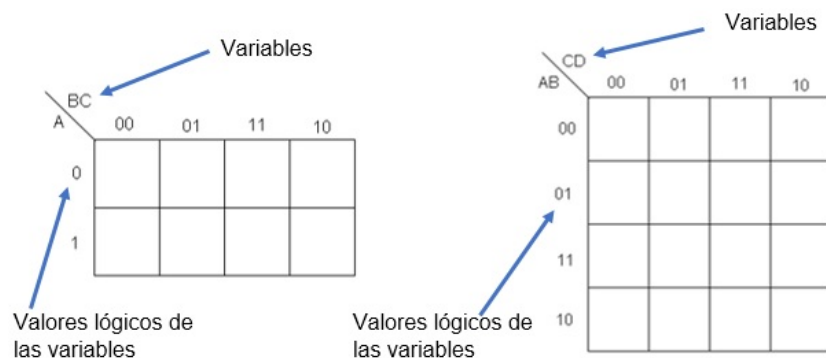 Variables
BC
A
00 01 11 10
0
1
Valores lógicos de
las variables
Variables
CD
AB
00 01 11 10
00
01
11
10
Valores lógicos de
las variables